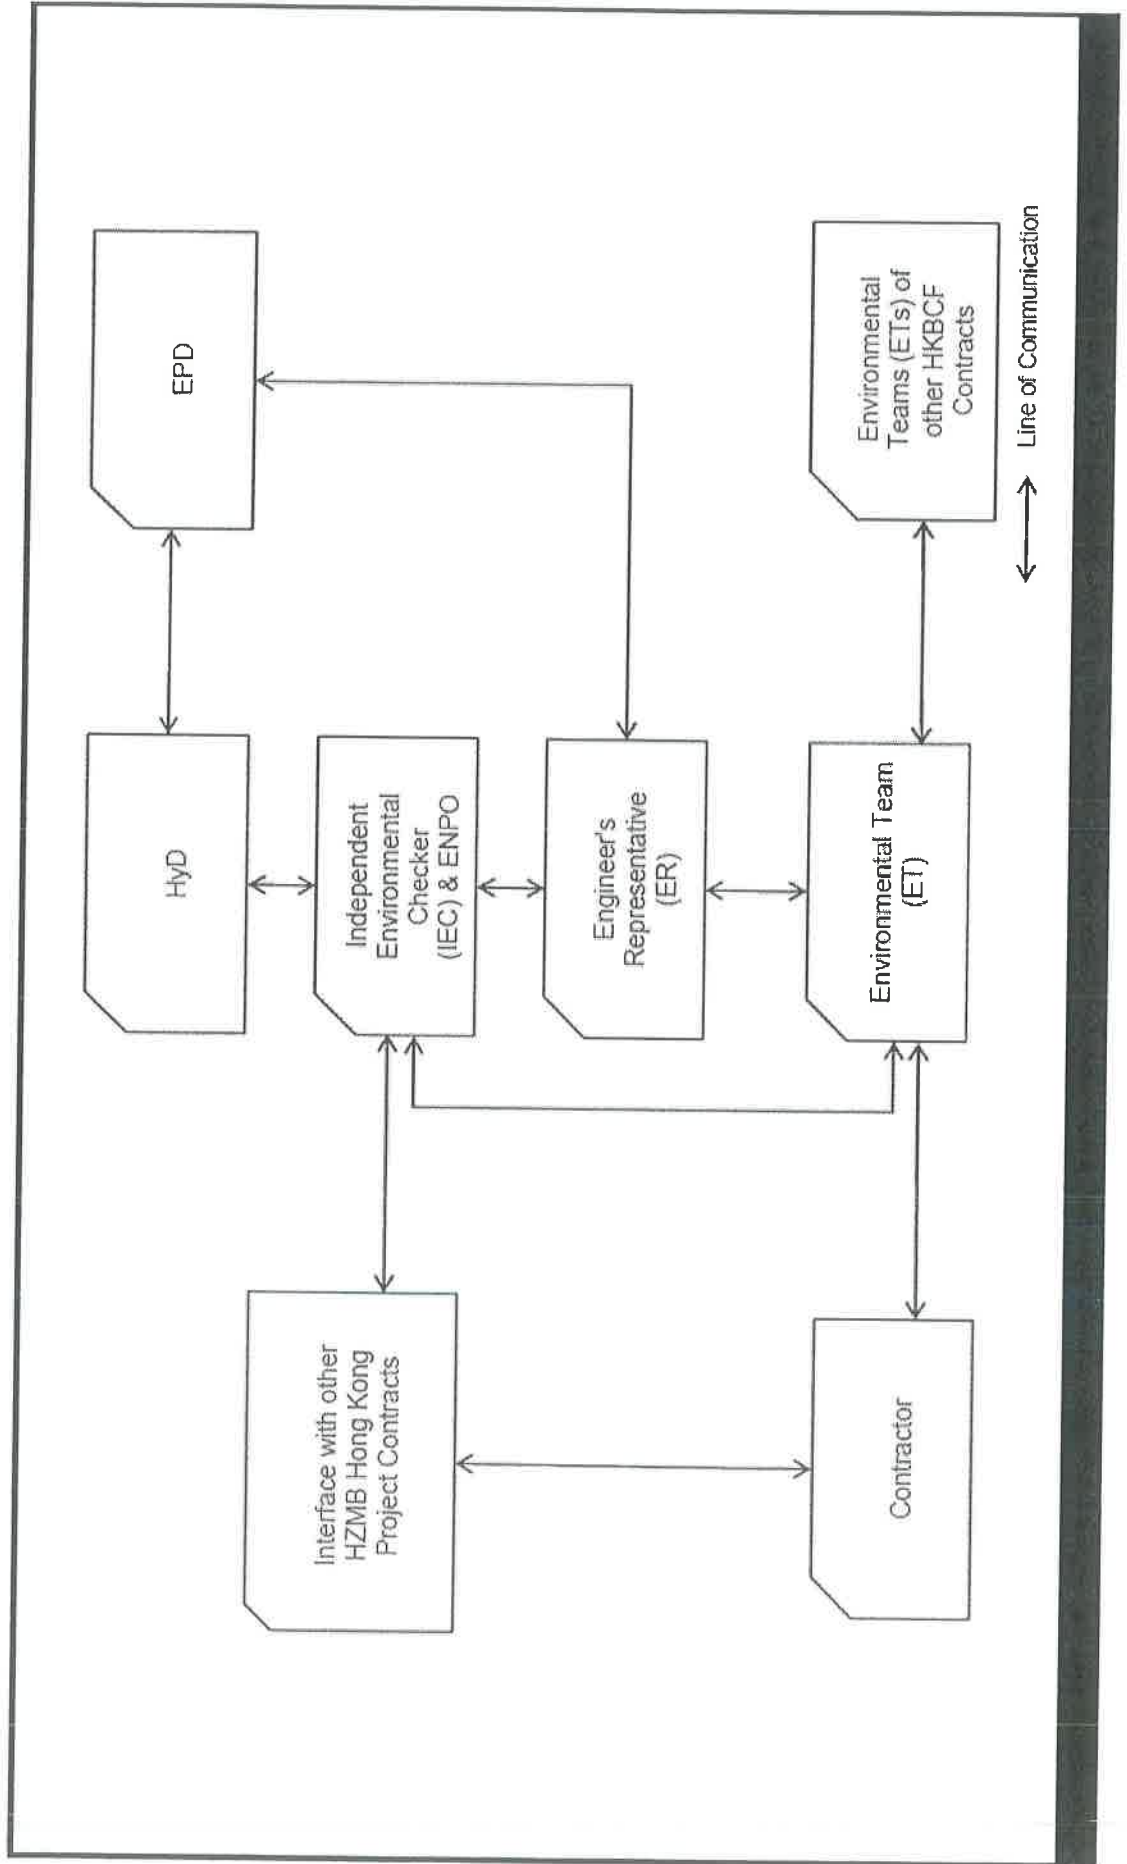 HyD
EPD
Interface with other
HZMB Hong Kong
Project Contracts
Independent
Environmental
Checker
(IEC) & ENPO
Engineer's
Representative
(ER)
Contractor
Environmental Team
(ET)
Environmental
Teams (ETs) of
other HKBCF
Contracts
Line of Communication